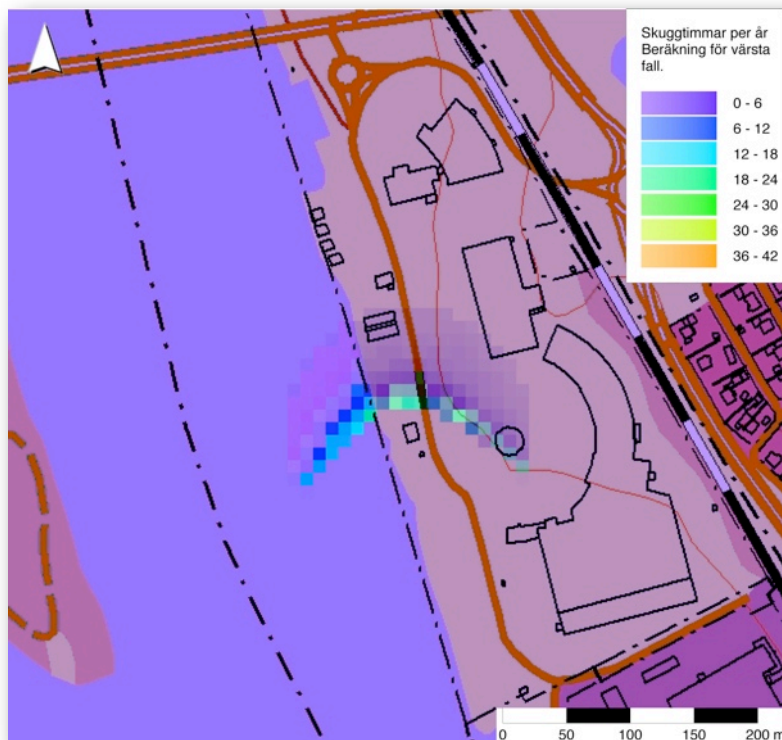 Skuggtimmar per år
Beräkning för värsta
fall.
0 - 6
6 - 12
12 - 18
18 - 24
24 - 30
30 - 36
36 - 42
0 50 100 150 200 m